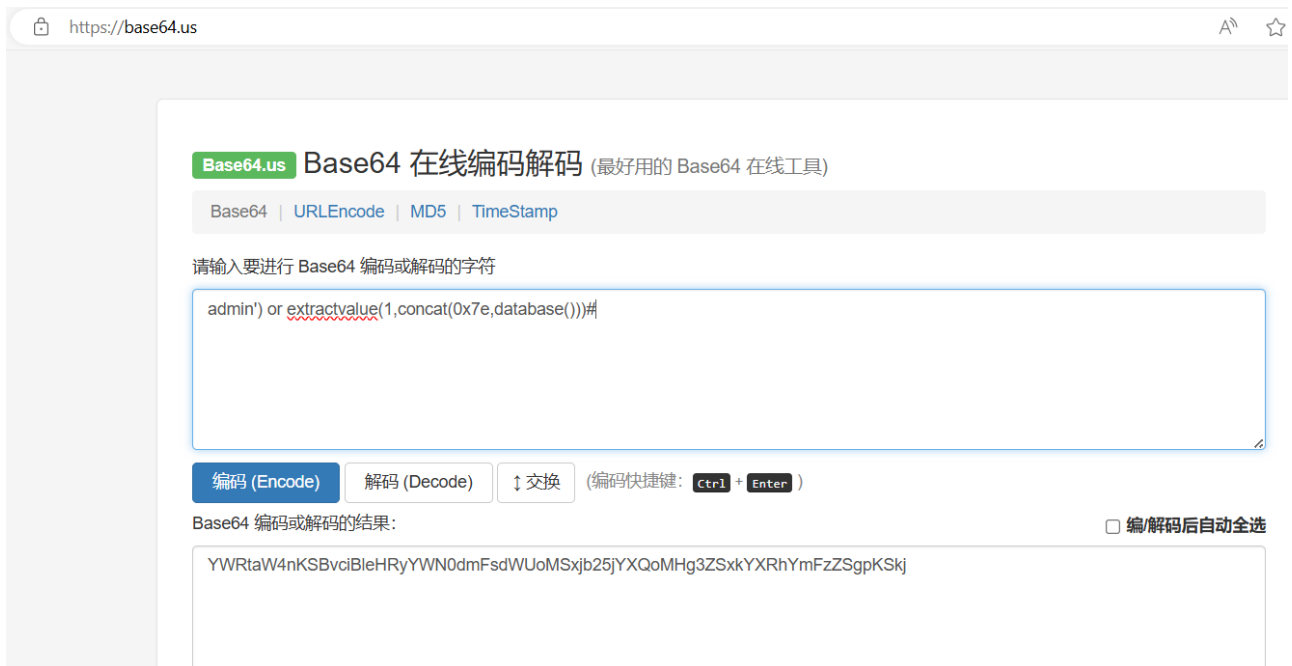 https://base64.us
Base64.us Base64 在线编码解码 (最好用的 Base64 在线工具)
Base64 | URLEncode | MD5 | TimeStamp
请输入要进行 Base64 编码或解码的字符
admin') or extractvalue(1,concat(0x7e,database()))#
编码 (Encode) 解码 (Decode) ↕ 交换 (编码快捷键： Ctrl + Enter )
Base64 编码或解码的结果： 编/解码后自动全选
YWRtaW4nKSBvciBleHRyYWN0dmFsdWUoMSxjb25jYXQoMHg3ZSxkYXRhYmFzZSgpKSkj